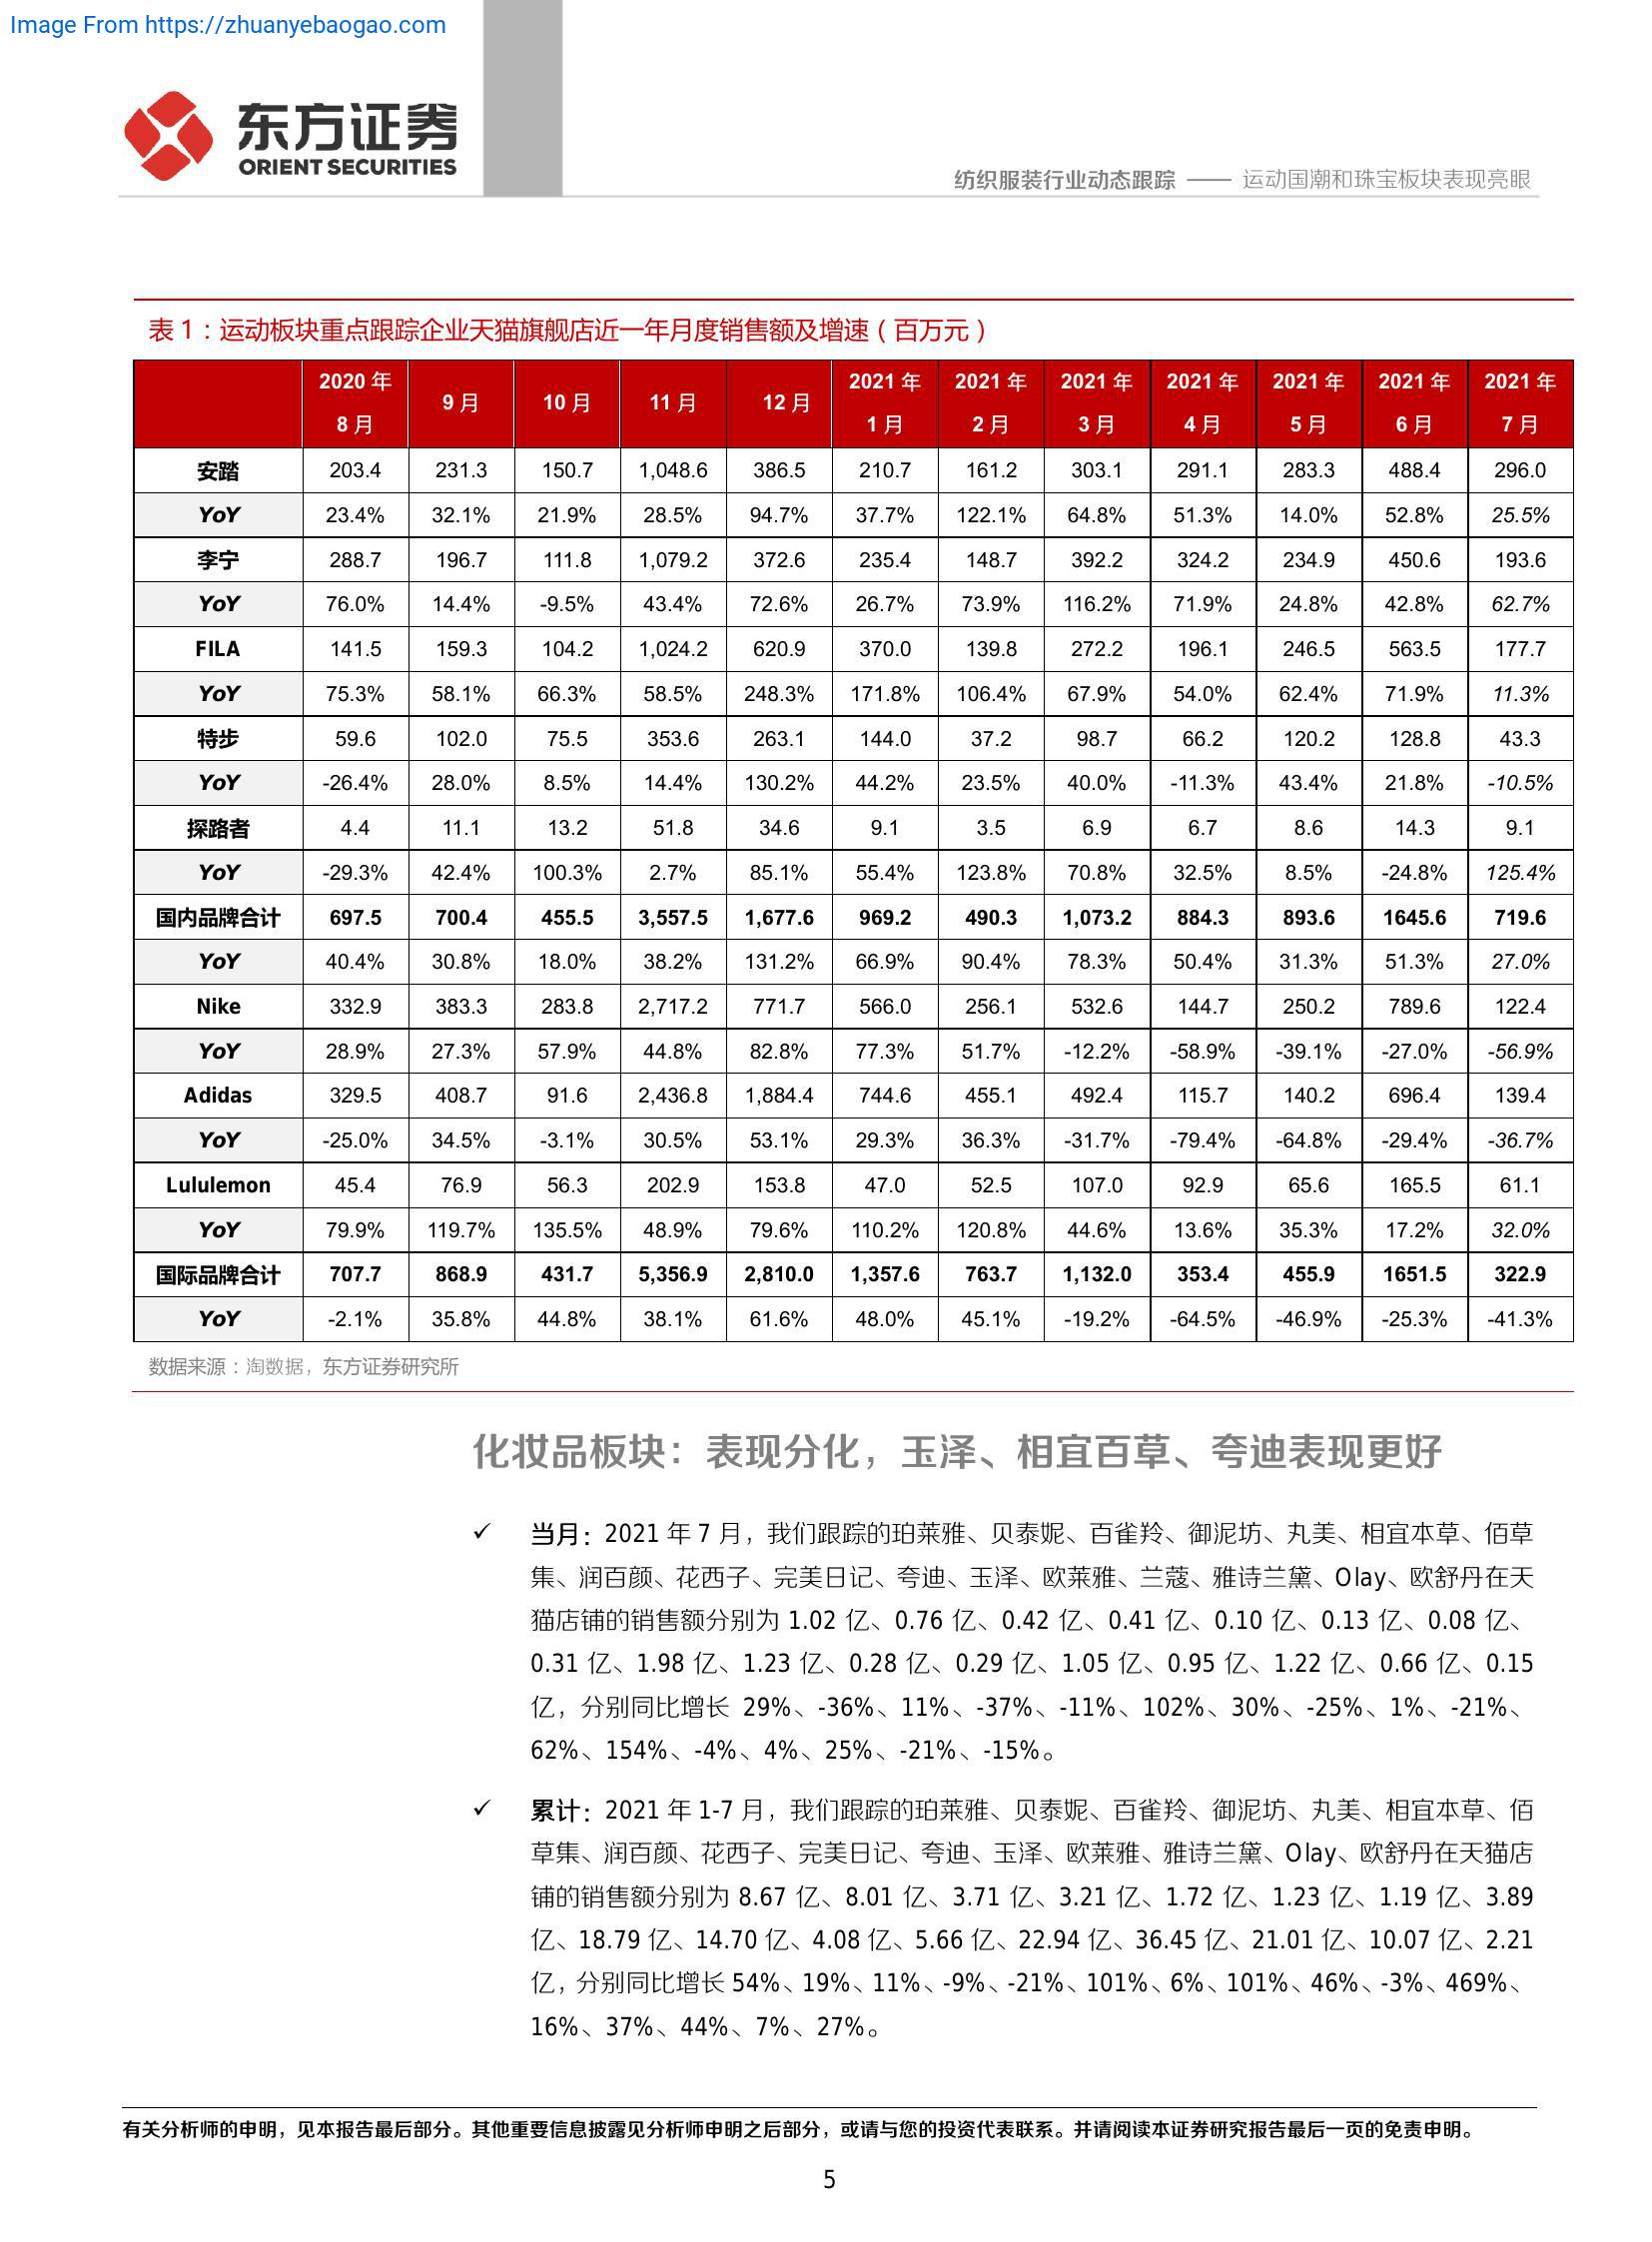 Image From https://zhuanyebaogao.com
东方证券
ORIENT SECURITIES
纺织服装行业动态跟踪 —— 运动国潮和珠宝板块表现亮眼
表 1：运动板块重点跟踪企业天猫旗舰店近一年月度销售额及增速（百万元）
2020 年 8 月 9 月 10 月 11 月 12 月 2021 年 1 月 2021 年 2 月 2021 年 3 月 2021 年 4 月 2021 年 5 月 2021 年 6 月 2021 年 7 月
安踏 203.4 231.3 150.7 1,048.6 386.5 210.7 161.2 303.1 291.1 283.3 488.4 296.0
YoY 23.4% 32.1% 21.9% 28.5% 94.7% 37.7% 122.1% 64.8% 51.3% 14.0% 52.8% 25.5%
李宁 288.7 196.7 111.8 1,079.2 372.6 235.4 148.7 392.2 324.2 234.9 450.6 193.6
YoY 76.0% 14.4% -9.5% 43.4% 72.6% 26.7% 73.9% 116.2% 71.9% 24.8% 42.8% 62.7%
FILA 141.5 159.3 104.2 1,024.2 620.9 370.0 139.8 272.2 196.1 246.5 563.5 177.7
YoY 75.3% 58.1% 66.3% 58.5% 248.3% 171.8% 106.4% 67.9% 54.0% 62.4% 71.9% 11.3%
特步 59.6 102.0 75.5 353.6 263.1 144.0 37.2 98.7 66.2 120.2 128.8 43.3
YoY -26.4% 28.0% 8.5% 14.4% 130.2% 44.2% 23.5% 40.0% -11.3% 43.4% 21.8% -10.5%
探路者 4.4 11.1 13.2 51.8 34.6 9.1 3.5 6.9 6.7 8.6 14.3 9.1
YoY -29.3% 42.4% 100.3% 2.7% 85.1% 55.4% 123.8% 70.8% 32.5% 8.5% -24.8% 125.4%
国内品牌合计 697.5 700.4 455.5 3,557.5 1,677.6 969.2 490.3 1,073.2 884.3 893.6 1645.6 719.6
YoY 40.4% 30.8% 18.0% 38.2% 131.2% 66.9% 90.4% 78.3% 50.4% 31.3% 51.3% 27.0%
Nike 332.9 383.3 283.8 2,717.2 771.7 566.0 256.1 532.6 144.7 250.2 789.6 122.4
YoY 28.9% 27.3% 57.9% 44.8% 82.8% 77.3% 51.7% -12.2% -58.9% -39.1% -27.0% -56.9%
Adidas 329.5 408.7 91.6 2,436.8 1,884.4 744.6 455.1 492.4 115.7 140.2 696.4 139.4
YoY -25.0% 34.5% -3.1% 30.5% 53.1% 29.3% 36.3% -31.7% -79.4% -64.8% -29.4% -36.7%
Lululemon 45.4 76.9 56.3 202.9 153.8 47.0 52.5 107.0 92.9 65.6 165.5 61.1
YoY 79.9% 119.7% 135.5% 48.9% 79.6% 110.2% 120.8% 44.6% 13.6% 35.3% 17.2% 32.0%
国际品牌合计 707.7 868.9 431.7 5,356.9 2,810.0 1,357.6 763.7 1,132.0 353.4 455.9 1651.5 322.9
YoY -2.1% 35.8% 44.8% 38.1% 61.6% 48.0% 45.1% -19.2% -64.5% -46.9% -25.3% -41.3%
数据来源：淘数据，东方证券研究所
化妆品板块：表现分化，玉泽、相宜百草、夸迪表现更好
✓ 当月：2021 年 7 月，我们跟踪的珀莱雅、贝泰妮、百雀羚、御泥坊、丸美、相宜本草、佰草
集、润百颜、花西子、完美日记、夸迪、玉泽、欧莱雅、兰蔻、雅诗兰黛、Olay、欧舒丹在天
猫店铺的销售额分别为 1.02 亿、0.76 亿、0.42 亿、0.41 亿、0.10 亿、0.13 亿、0.08 亿、
0.31 亿、1.98 亿、1.23 亿、0.28 亿、0.29 亿、1.05 亿、0.95 亿、1.22 亿、0.66 亿、0.15
亿，分别同比增长 29%、-36%、11%、-37%、-11%、102%、30%、-25%、1%、-21%、
62%、154%、-4%、4%、25%、-21%、-15%。
✓ 累计：2021 年 1-7 月，我们跟踪的珀莱雅、贝泰妮、百雀羚、御泥坊、丸美、相宜本草、佰
草集、润百颜、花西子、完美日记、夸迪、玉泽、欧莱雅、雅诗兰黛、Olay、欧舒丹在天猫店
铺的销售额分别为 8.67 亿、8.01 亿、3.71 亿、3.21 亿、1.72 亿、1.23 亿、1.19 亿、3.89
亿、18.79 亿、14.70 亿、4.08 亿、5.66 亿、22.94 亿、36.45 亿、21.01 亿、10.07 亿、2.21
亿，分别同比增长 54%、19%、11%、-9%、-21%、101%、6%、101%、46%、-3%、469%、
16%、37%、44%、7%、27%。
有关分析师的申明，见本报告最后部分。其他重要信息披露见分析师申明之后部分，或请与您的投资代表联系。并请阅读本证券研究报告最后一页的免责申明。
5